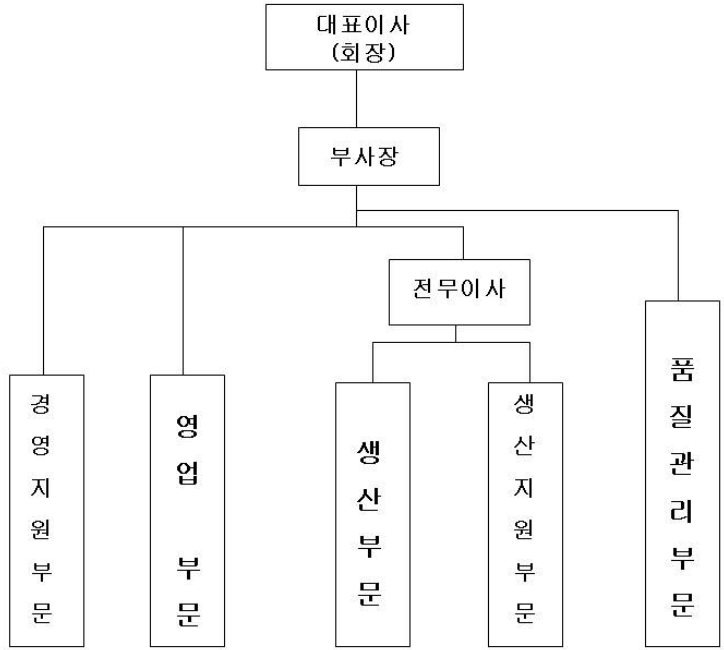 대표이사
(회장)
부사장
전무이사
경영지원부문
영업 부문
생산부문
생산지원부문
품질관리부문